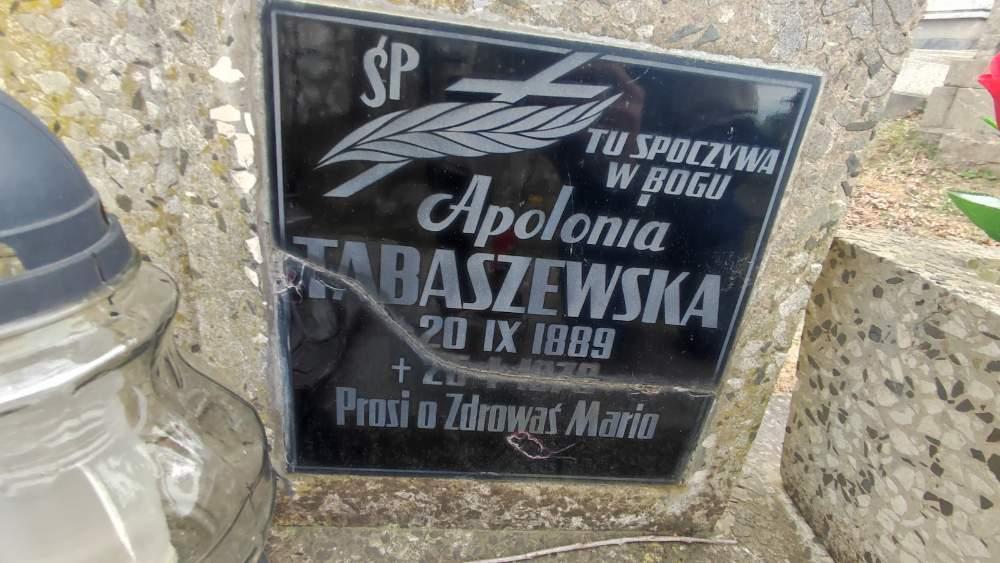 ŚP
TU SPOCZYWA
W BOGU
Apolonia
TABASZEWSKA
20 IX 1889
Prosi o Zdrowaś Mario